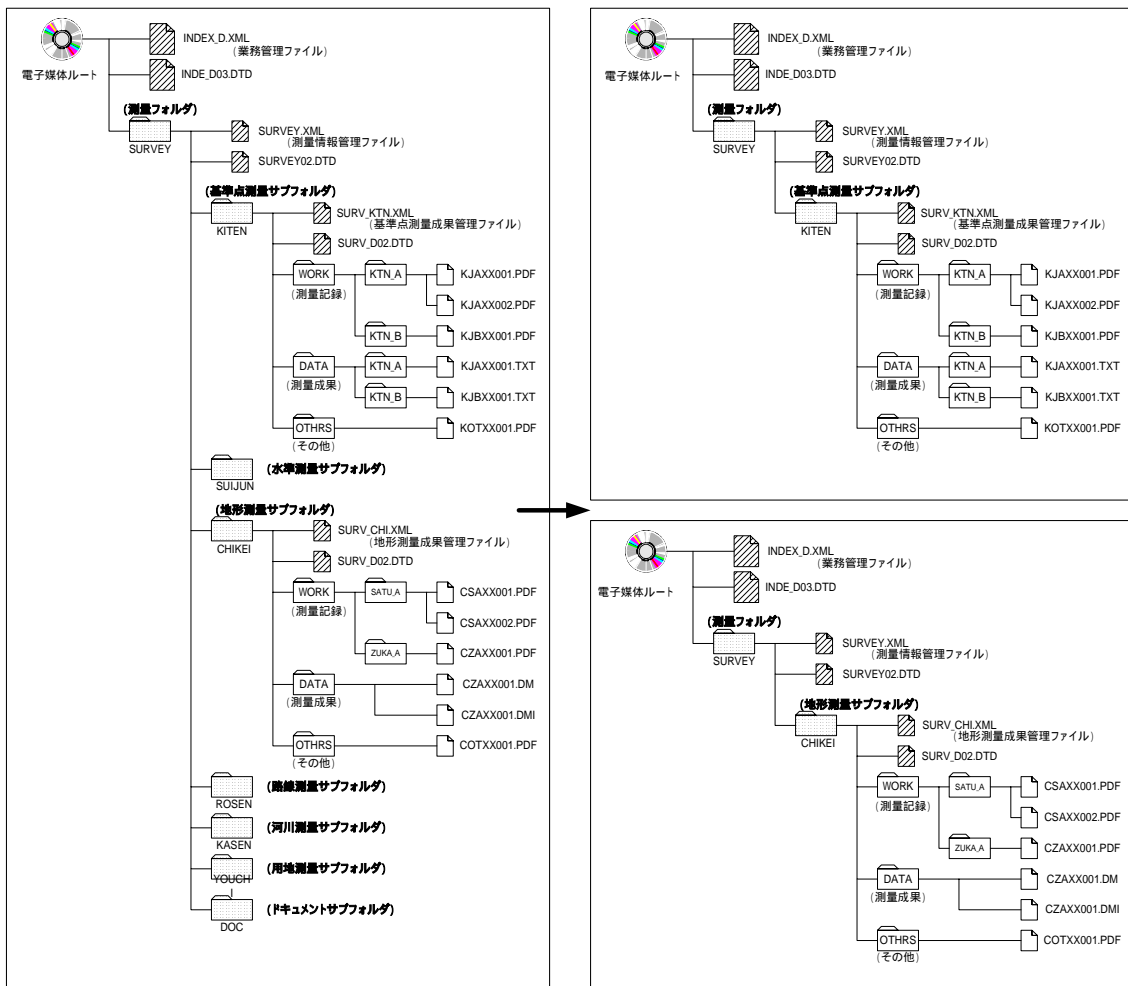 INDEX_D.XML
(業務管理ファイル)
電子媒体ルート
INDE_D03.DTD
(測量フォルダ)
SURVEY
SURVEY.XML
(測量情報管理ファイル)
SURVEY02.DTD
(基準点測量サブフォルダ)
KITEN
SURV_KTN.XML
(基準点測量成果管理ファイル)
SURV_D02.DTD
WORK
(測量記録)
KTN_A
KJAXX001.PDF
KJAXX002.PDF
KTN_B
KJBXX001.PDF
DATA
(測量成果)
KTN_A
KJAXX001.TXT
KTN_B
KJBXX001.TXT
OTHRS
(その他)
KOTXX001.PDF
SUIJUN
(水準測量サブフォルダ)
(地形測量サブフォルダ)
CHIKEI
SURV_CHI.XML
(地形測量成果管理ファイル)
SURV_D02.DTD
WORK
(測量記録)
SATU_A
CSAXX001.PDF
CSAXX002.PDF
ZUKA_A
CZAXX001.PDF
DATA
(測量成果)
CZAXX001.DM
CZAXX001.DMI
OTHRS
(その他)
COTXX001.PDF
ROSEN
(路線測量サブフォルダ)
KASEN
(河川測量サブフォルダ)
YOUCHI
(用地測量サブフォルダ)
DOC
(ドキュメントサブフォルダ)
INDEX_D.XML
(業務管理ファイル)
電子媒体ルート
INDE_D03.DTD
(測量フォルダ)
SURVEY
SURVEY.XML
(測量情報管理ファイル)
SURVEY02.DTD
(基準点測量サブフォルダ)
KITEN
SURV_KTN.XML
(基準点測量成果管理ファイル)
SURV_D02.DTD
WORK
(測量記録)
KTN_A
KJAXX001.PDF
KJAXX002.PDF
KTN_B
KJBXX001.PDF
DATA
(測量成果)
KTN_A
KJAXX001.TXT
KTN_B
KJBXX001.TXT
OTHRS
(その他)
KOTXX001.PDF
INDEX_D.XML
(業務管理ファイル)
電子媒体ルート
INDE_D03.DTD
(測量フォルダ)
SURVEY
SURVEY.XML
(測量情報管理ファイル)
SURVEY02.DTD
(地形測量サブフォルダ)
CHIKEI
SURV_CHI.XML
(地形測量成果管理ファイル)
SURV_D02.DTD
WORK
(測量記録)
SATU_A
CSAXX001.PDF
CSAXX002.PDF
ZUKA_A
CZAXX001.PDF
DATA
(測量成果)
CZAXX001.DM
CZAXX001.DMI
OTHRS
(その他)
COTXX001.PDF